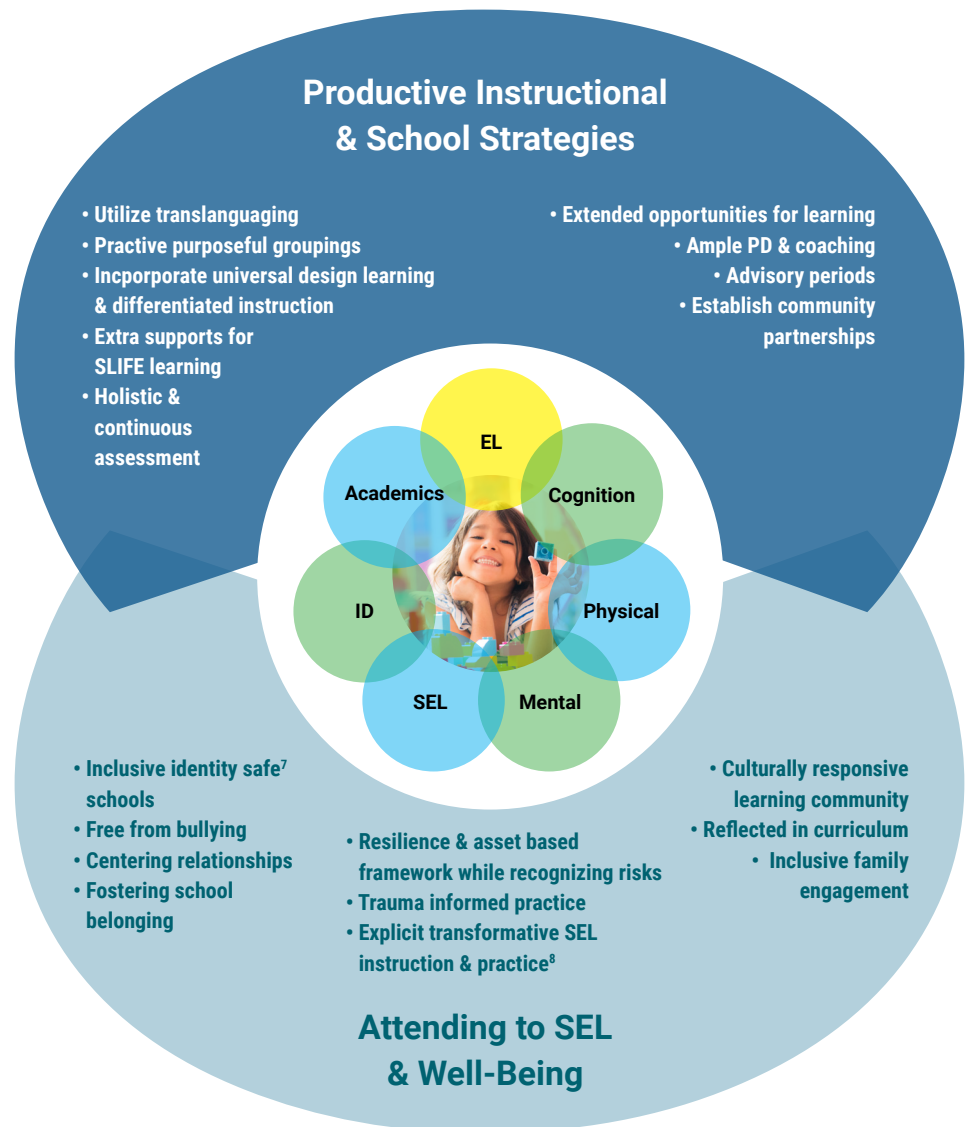 Productive Instructional
& School Strategies
• Utilize translanguaging
• Practive purposeful groupings
• Incporporate universal design learning
& differentiated instruction
• Extra supports for
SLIFE learning
• Holistic &
continuous
assessment
• Extended opportunities for learning
• Ample PD & coaching
• Advisory periods
• Establish community
partnerships
EL
Academics
Cognition
ID
Physical
SEL
Mental
• Inclusive identity safe⁷
schools
• Free from bullying
• Centering relationships
• Fostering school
belonging
• Resilience & asset based
framework while recognizing risks
• Trauma informed practice
• Explicit transformative SEL
instruction & practice⁸
• Culturally responsive
learning community
• Reflected in curriculum
• Inclusive family
engagement
Attending to SEL
& Well-Being